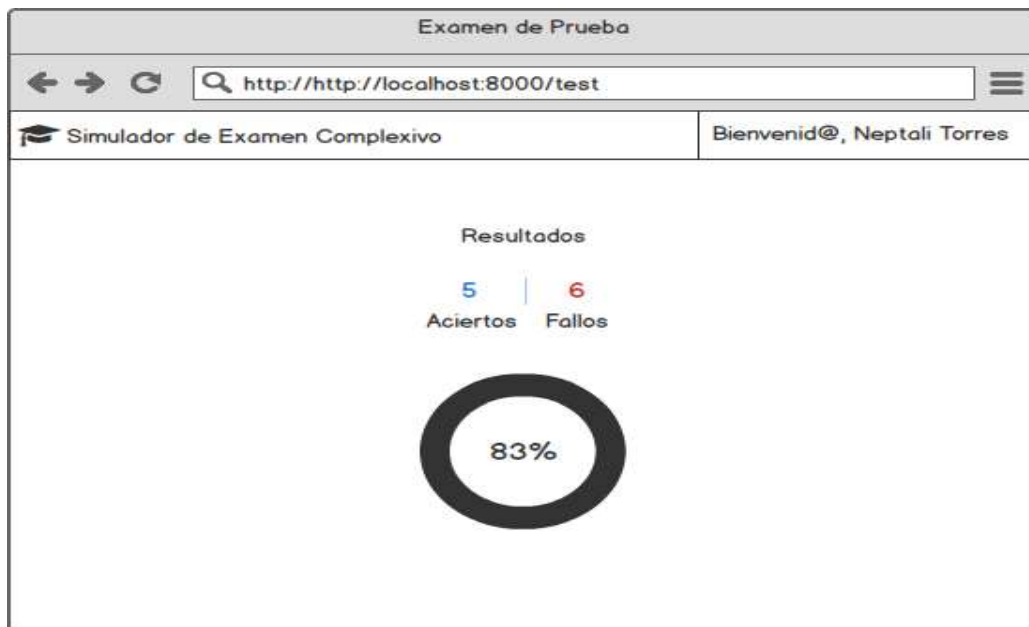 Examen de Prueba
http://http://localhost:8000/test
Simulador de Examen Complexivo
Bienvenid@, Neptali Torres
Resultados
5 6
Aciertos Fallos
83%